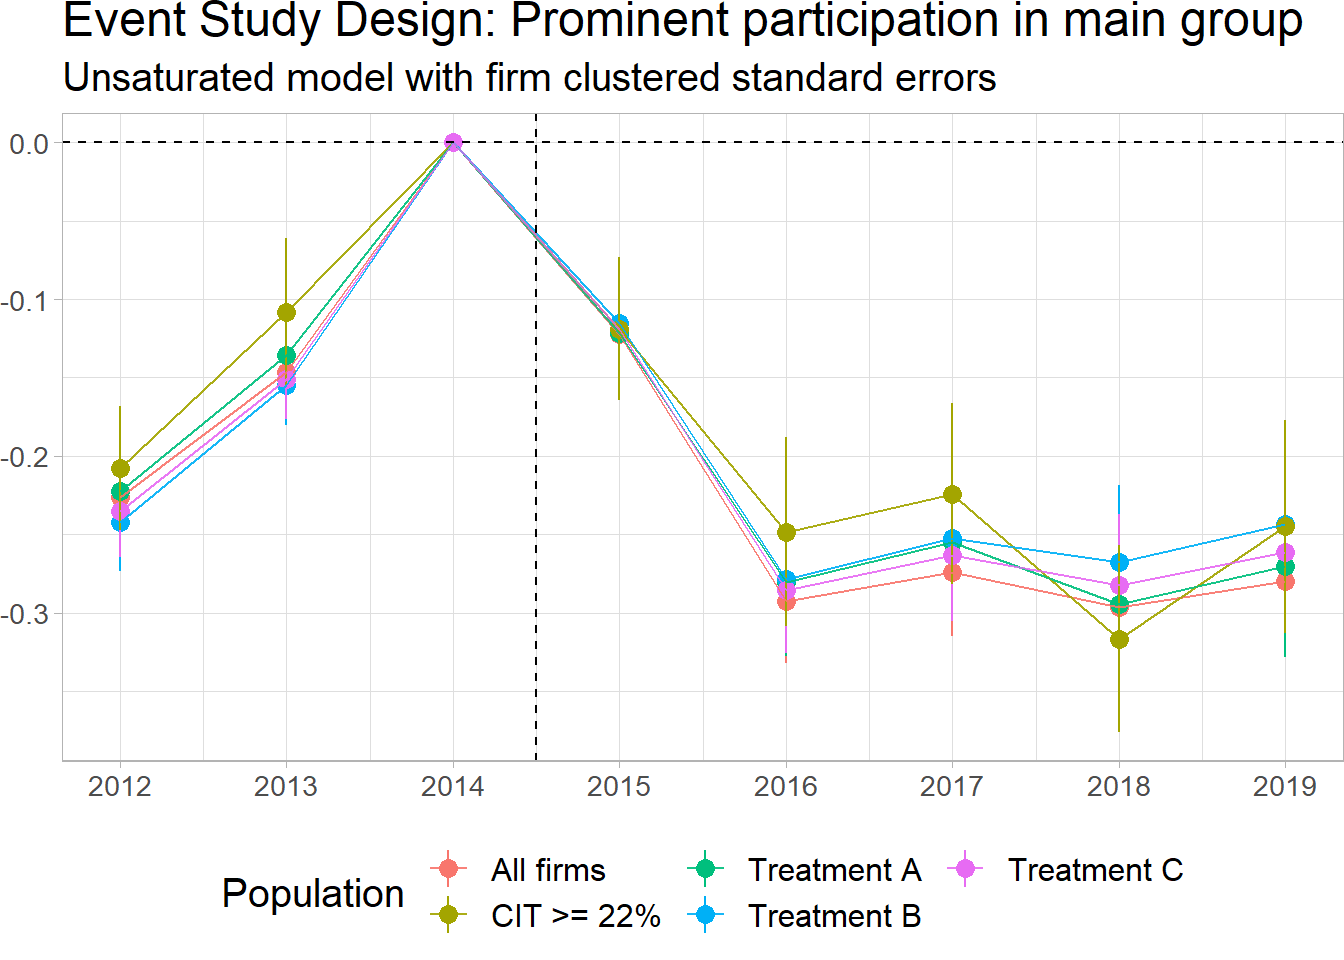 Event Study Design: Prominent participation in main group
Unsaturated model with firm clustered standard errors
0.0
-0.1
-0.2
-0.3
2012 2013 2014 2015 2016 2017 2018 2019
Population
All firms Treatment A Treatment C
CIT >= 22% Treatment B